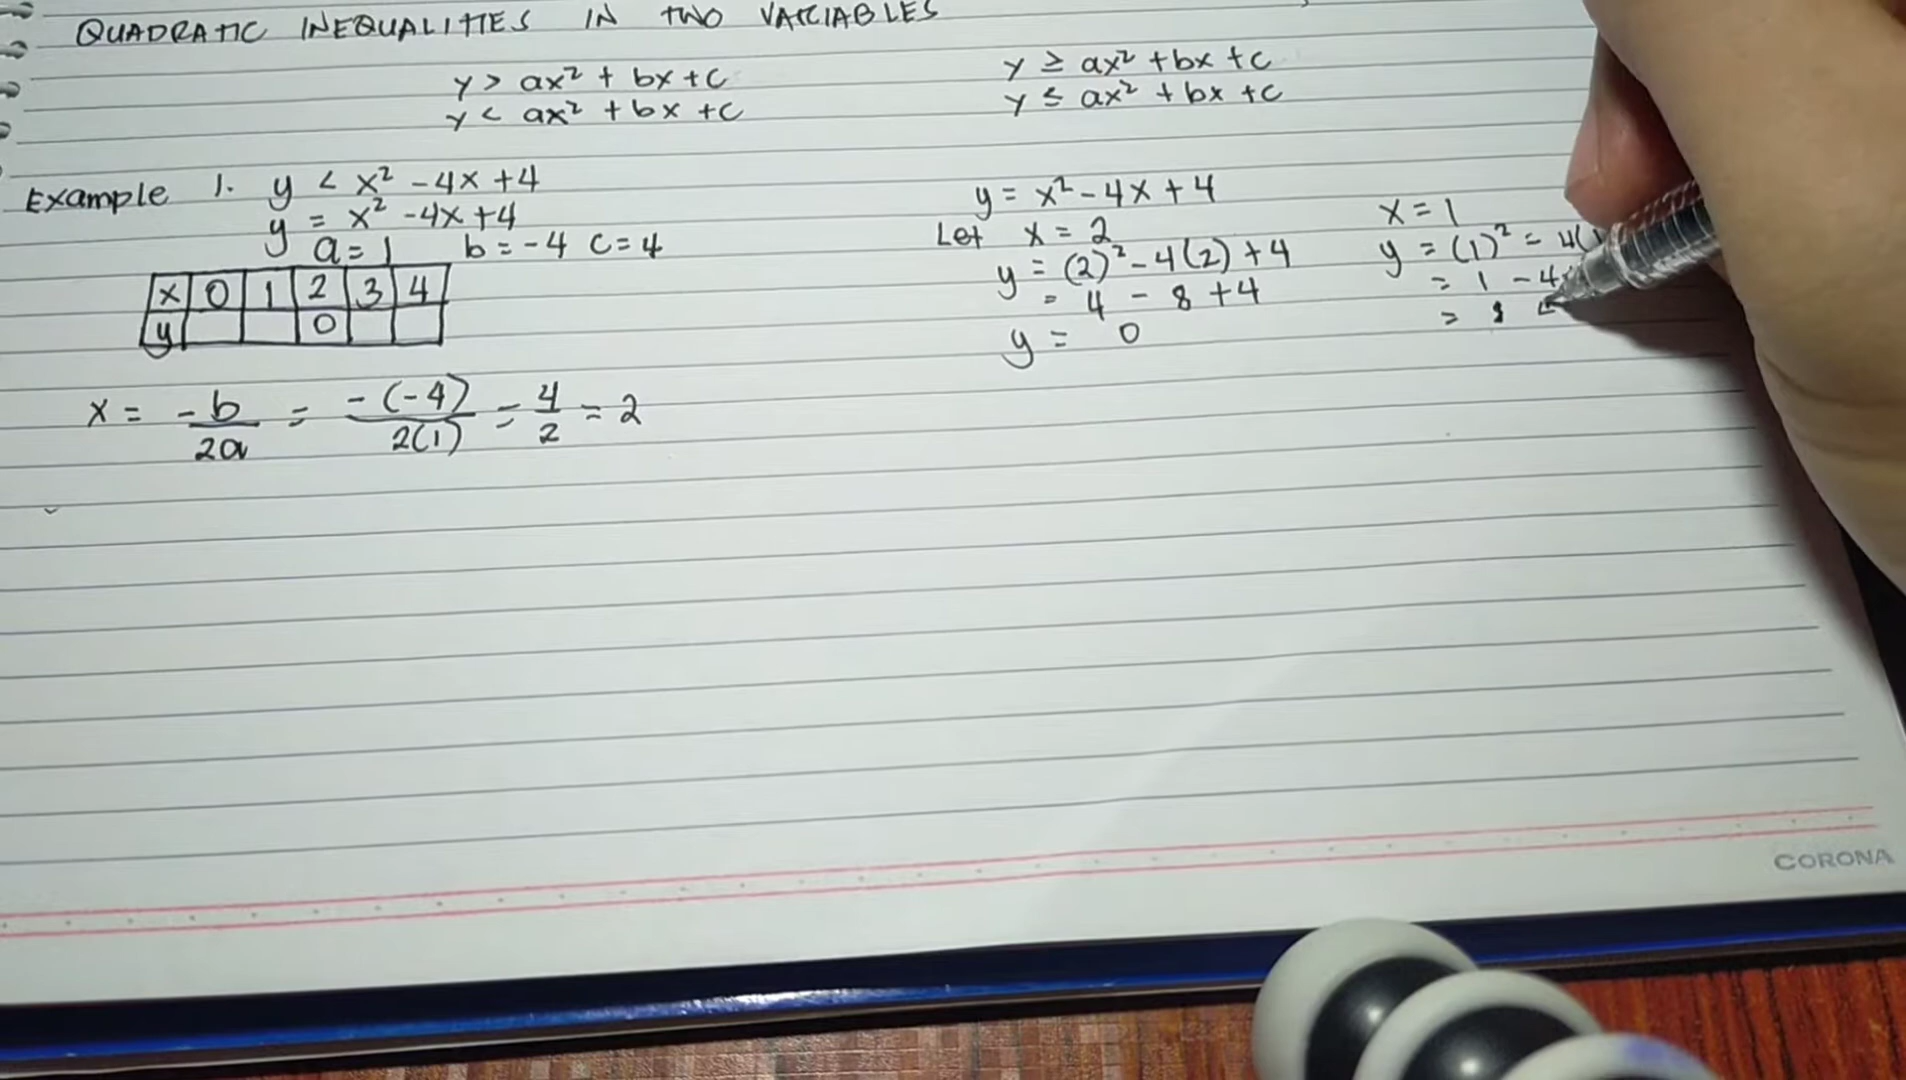 QUADRATIC INEQUALITIES IN TWO VARIABLES
y > ax² + bx + c
y < ax² + bx + c
y ≥ ax² + bx + c
y ≤ ax² + bx + c
Example 1. y < x² - 4x + 4
y = x² - 4x + 4
a = 1 b = -4 c = 4
x 0 1 2 3 4
y 0
x = -b/2a = -(-4)/2(1) = 4/2 = 2
y = x² - 4x + 4
Let x = 2
y = (2)² - 4(2) + 4
= 4 - 8 + 4
y = 0
x = 1
y = (1)² = 4(1
= 1 - 4
=
CORONA